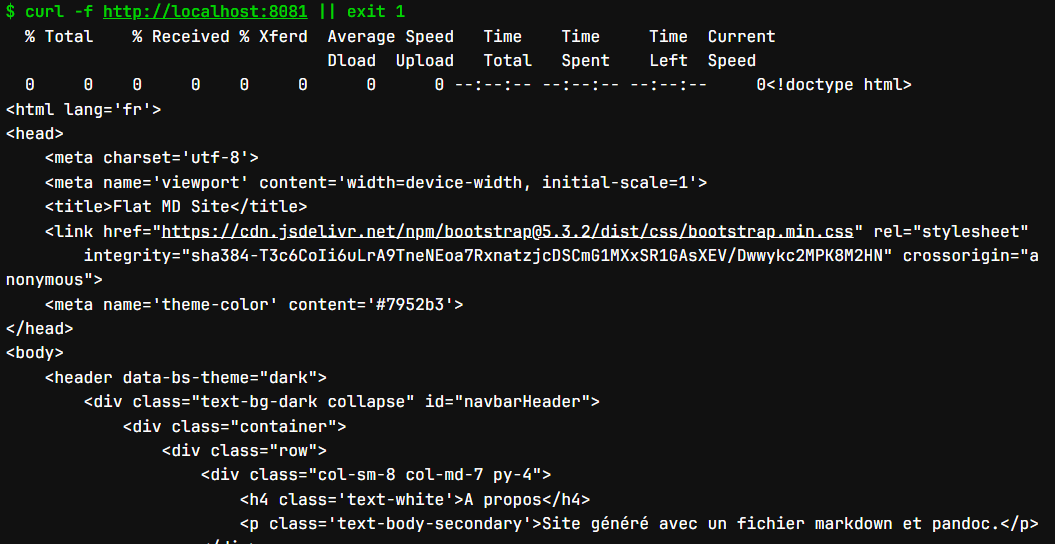 $ curl -f http://localhost:8081 || exit 1
  % Total    % Received % Xferd  Average Speed   Time    Time     Time  Current
                                 Dload  Upload   Total   Spent    Left  Speed
  0     0    0     0    0     0      0      0 --:--:-- --:--:-- --:--:--     0<!doctype html>
<html lang='fr'>
<head>
    <meta charset='utf-8'>
    <meta name='viewport' content='width=device-width, initial-scale=1'>
    <title>Flat MD Site</title>
    <link href="https://cdn.jsdelivr.net/npm/bootstrap@5.3.2/dist/css/bootstrap.min.css" rel="stylesheet"
        integrity="sha384-T3c6CoIi6uLrA9TneNEoa7RxnatzjcDSCmG1MXxSR1GAsXEV/Dwwykc2MPK8M2HN" crossorigin="a
nonymous">
    <meta name='theme-color' content='#7952b3'>
</head>
<body>
    <header data-bs-theme="dark">
        <div class="text-bg-dark collapse" id="navbarHeader">
            <div class="container">
                <div class="row">
                    <div class="col-sm-8 col-md-7 py-4">
                        <h4 class='text-white'>A propos</h4>
                        <p class='text-body-secondary'>Site généré avec un fichier markdown et pandoc.</p>